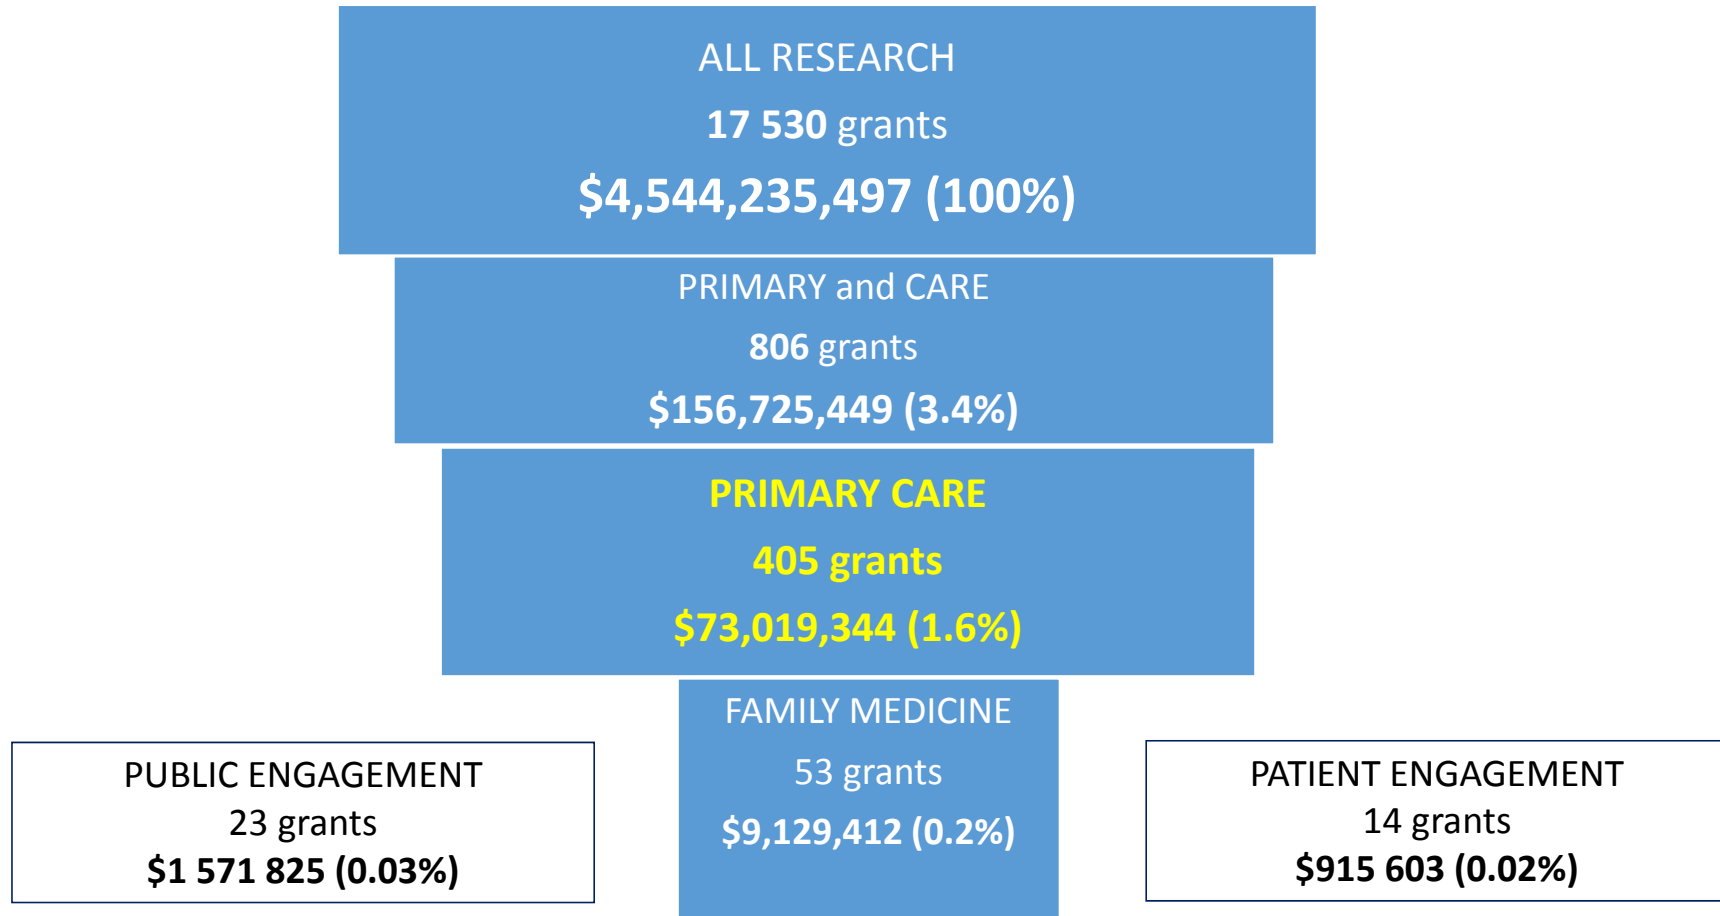 ALL RESEARCH
17 530 grants
$4,544,235,497 (100%)
PRIMARY and CARE
806 grants
$156,725,449 (3.4%)
PRIMARY CARE
405 grants
$73,019,344 (1.6%)
FAMILY MEDICINE
53 grants
$9,129,412 (0.2%)
PUBLIC ENGAGEMENT
23 grants
$1 571 825 (0.03%)
PATIENT ENGAGEMENT
14 grants
$915 603 (0.02%)